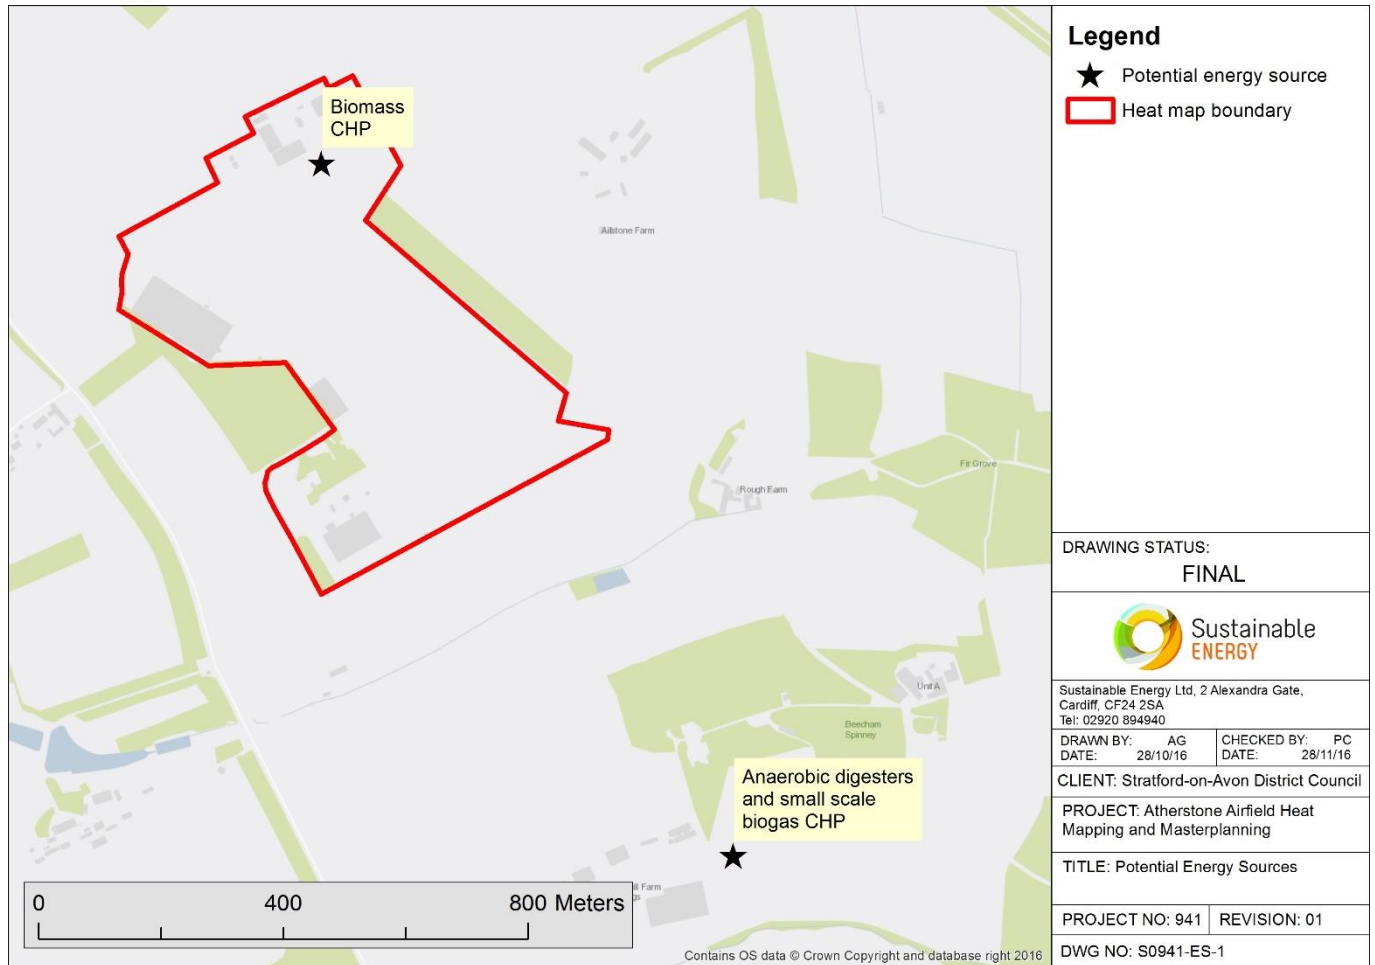 Biomass
CHP
Ailstone Farm
Fir Grove
Rough Farm
Unit A
Beecham
Spinney
Anaerobic digesters
and small scale
biogas CHP
Farm
0 400 800 Meters
Contains OS data © Crown Copyright and database right 2016
Legend
Potential energy source
Heat map boundary
DRAWING STATUS:
FINAL
Sustainable
ENERGY
Sustainable Energy Ltd, 2 Alexandra Gate,
Cardiff, CF24 2SA
Tel: 02920 894940
DRAWN BY: AG CHECKED BY: PC
DATE: 28/10/16 DATE: 28/11/16
CLIENT: Stratford-on-Avon District Council
PROJECT: Atherstone Airfield Heat
Mapping and Masterplanning
TITLE: Potential Energy Sources
PROJECT NO: 941 REVISION: 01
DWG NO: S0941-ES-1